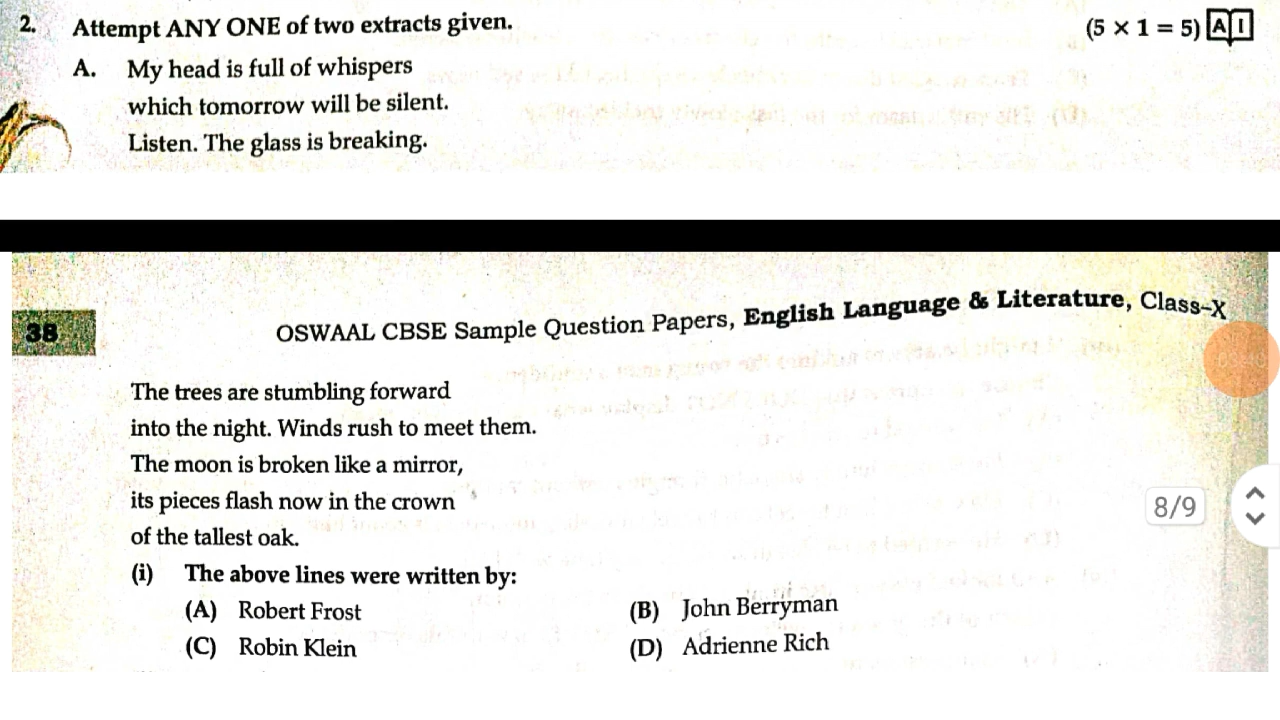 2. Attempt ANY ONE of two extracts given. (5 × 1 = 5) AI
A. My head is full of whispers
which tomorrow will be silent.
Listen. The glass is breaking.
38 OSWAAL CBSE Sample Question Papers, English Language & Literature, Class-X
The trees are stumbling forward
into the night. Winds rush to meet them.
The moon is broken like a mirror,
its pieces flash now in the crown
of the tallest oak.
8/9
(i) The above lines were written by:
(A) Robert Frost (B) John Berryman
(C) Robin Klein (D) Adrienne Rich